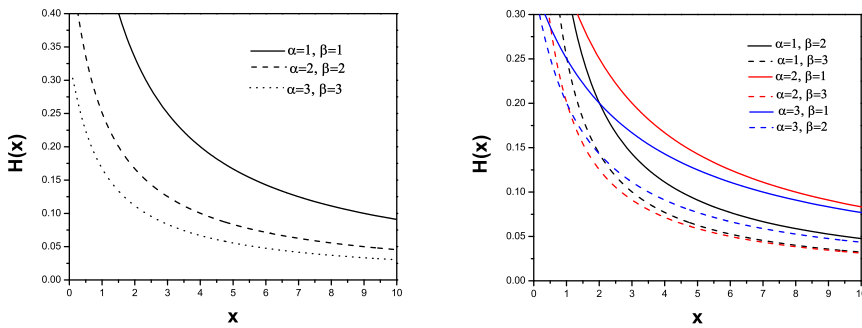 0.40
0.35
0.30
0.25
0.20
0.15
0.10
0.05
0.00
H(x)
0 1 2 3 4 5 6 7 8 9 10
x
α=1, β=1
α=2, β=2
α=3, β=3
0.30
0.25
0.20
0.15
0.10
0.05
0.00
H(x)
0 1 2 3 4 5 6 7 8 9 10
x
α=1, β=2
α=1, β=3
α=2, β=1
α=2, β=3
α=3, β=1
α=3, β=2